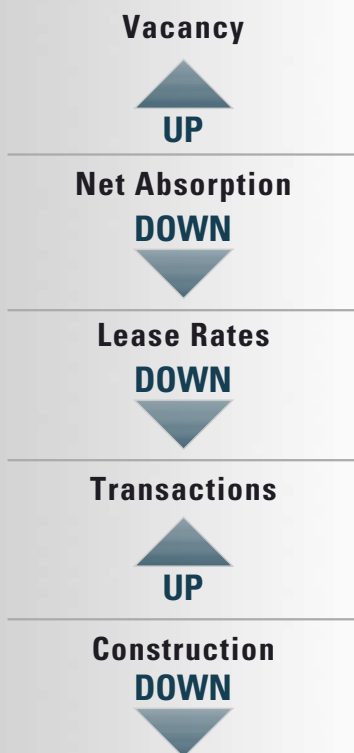 Vacancy
UP
Net Absorption
DOWN
Lease Rates
DOWN
Transactions
UP
Construction
DOWN